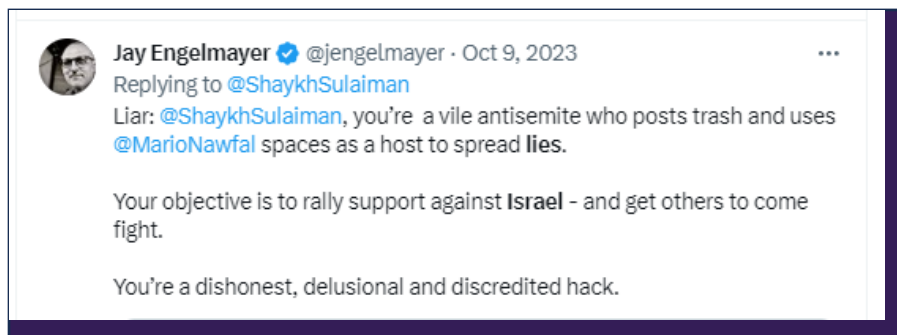 Jay Engelmayer @jengelmayer · Oct 9, 2023
Replying to @ShaykhSulaiman
Liar: @ShaykhSulaiman, you're a vile antisemite who posts trash and uses
@MarioNawfal spaces as a host to spread lies.
Your objective is to rally support against Israel - and get others to come
fight.
You're a dishonest, delusional and discredited hack.